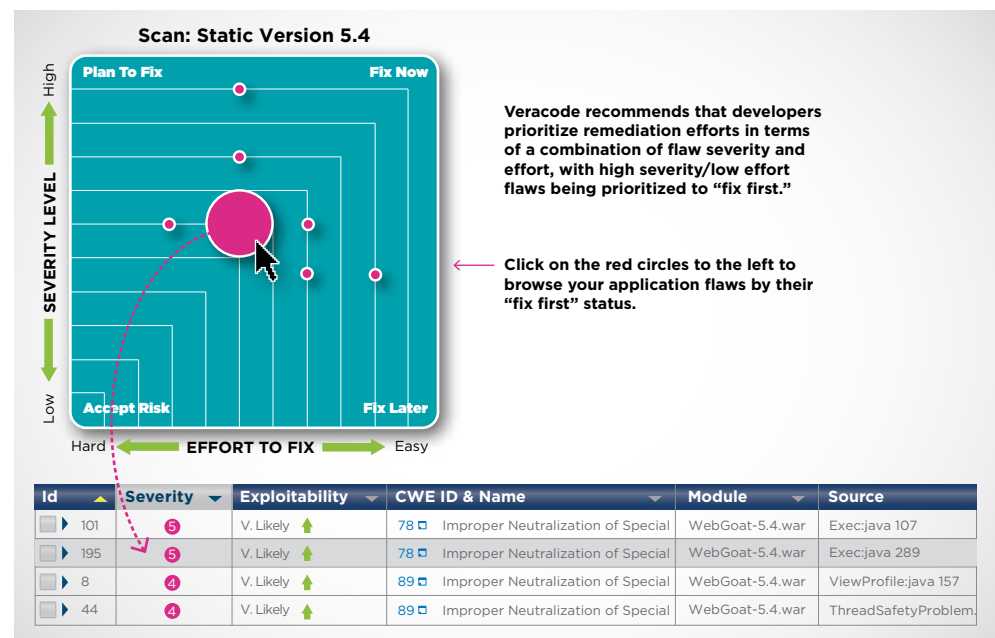 Scan: Static Version 5.4
Plan To Fix
Fix Now
High
SEVERITY LEVEL
Low
Accept Risk
Fix Later
Hard
EFFORT TO FIX
Easy
Veracode recommends that developers
prioritize remediation efforts in terms
of a combination of flaw severity and
effort, with high severity/low effort
flaws being prioritized to “fix first.”
Click on the red circles to the left to
browse your application flaws by their
“fix first” status.
Id Severity Exploitability CWE ID & Name Module Source
101 5 V. Likely 78 Improper Neutralization of Special WebGoat-5.4.war Exec:java 107
195 5 V. Likely 78 Improper Neutralization of Special WebGoat-5.4.war Exec:java 289
8 4 V. Likely 89 Improper Neutralization of Special WebGoat-5.4.war ViewProfile:java 157
44 4 V. Likely 89 Improper Neutralization of Special WebGoat-5.4.war ThreadSafetyProblem.